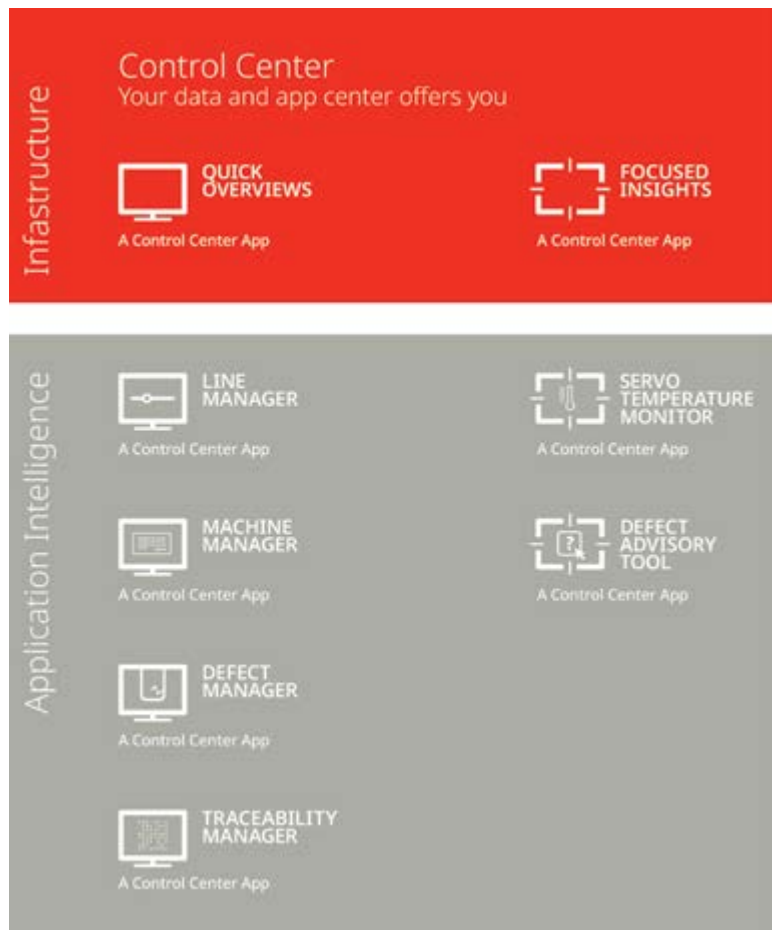 Infastructure
Control Center
Your data and app center offers you
QUICK
OVERVIEWS
A Control Center App
FOCUSED
INSIGHTS
A Control Center App
Application Intelligence
LINE
MANAGER
A Control Center App
SERVO
TEMPERATURE
MONITOR
A Control Center App
MACHINE
MANAGER
A Control Center App
?
DEFECT
ADVISORY
TOOL
A Control Center App
DEFECT
MANAGER
A Control Center App
TRACEABILITY
MANAGER
A Control Center App